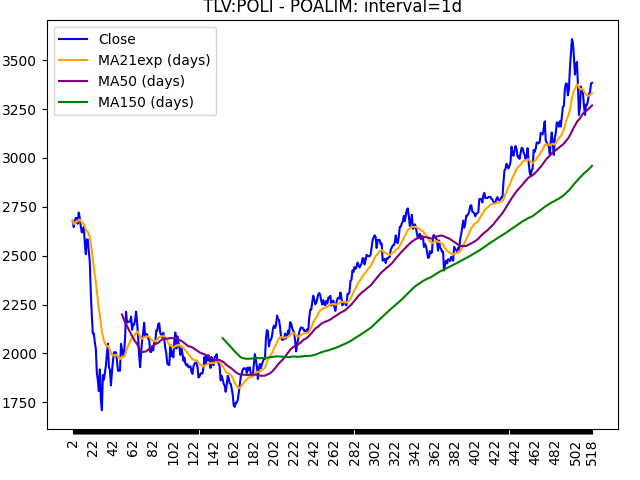 TLV:POLI - POALIM: interval=1d
Close
MA21exp (days)
MA50 (days)
MA150 (days)
3500
3250
3000
2750
2500
2250
2000
1750
2 22 42 62 82 102 122 142 162 182 202 222 242 262 282 302 322 342 362 382 402 422 442 462 482 502 518